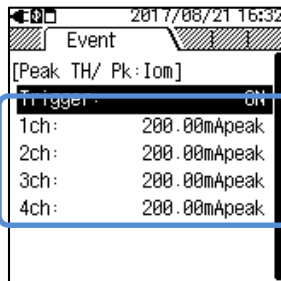 2017/08/21 16:32
Event
[Peak TH/ Pk:Iom]
Trigger: ON
1ch: 200.00mApeak
2ch: 200.00mApeak
3ch: 200.00mApeak
4ch: 200.00mApeak